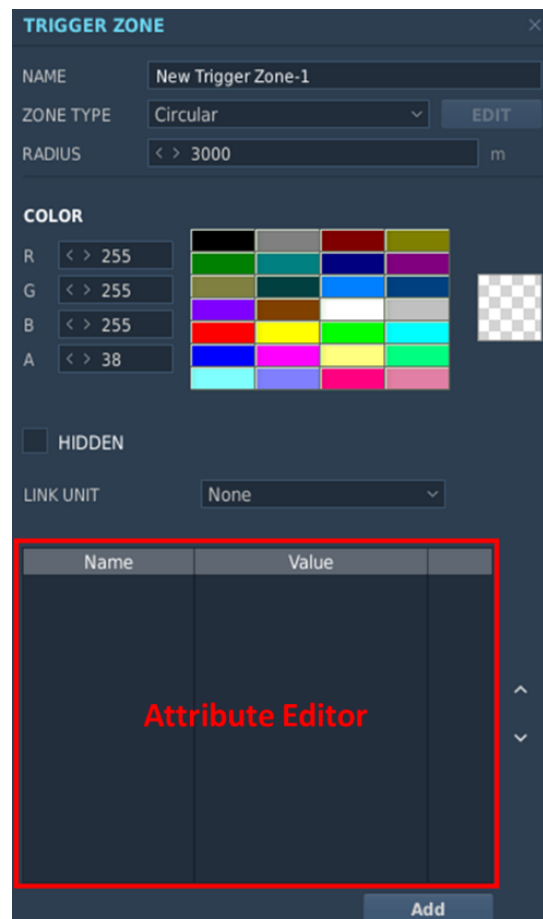 TRIGGER ZONE
NAME New Trigger Zone-1
ZONE TYPE Circular EDIT
RADIUS < > 3000 m
COLOR
R < > 255
G < > 255
B < > 255
A < > 38
HIDDEN
LINK UNIT None
Name Value
Attribute Editor
Add